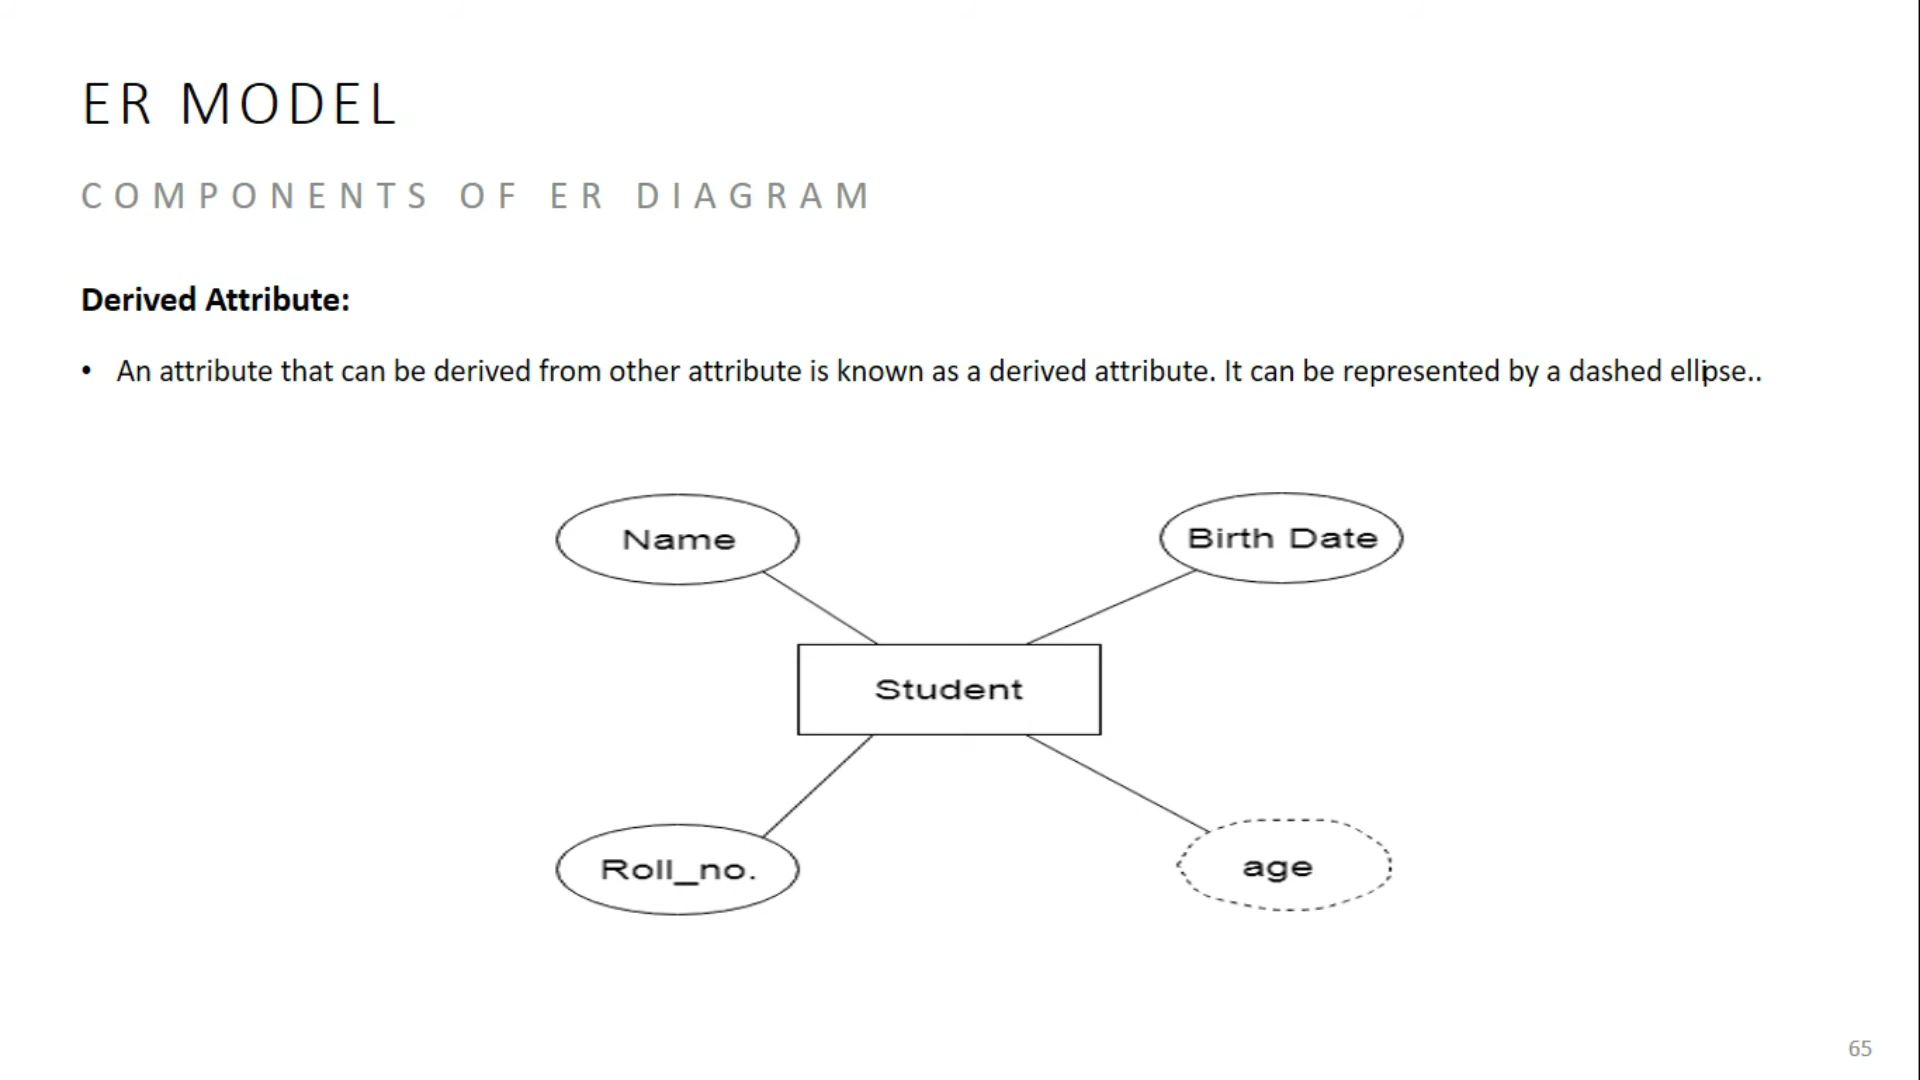 ER MODEL
COMPONENTS OF ER DIAGRAM
Derived Attribute:
• An attribute that can be derived from other attribute is known as a derived attribute. It can be represented by a dashed ellipse..
Name
Birth Date
Student
Roll_no.
age
65